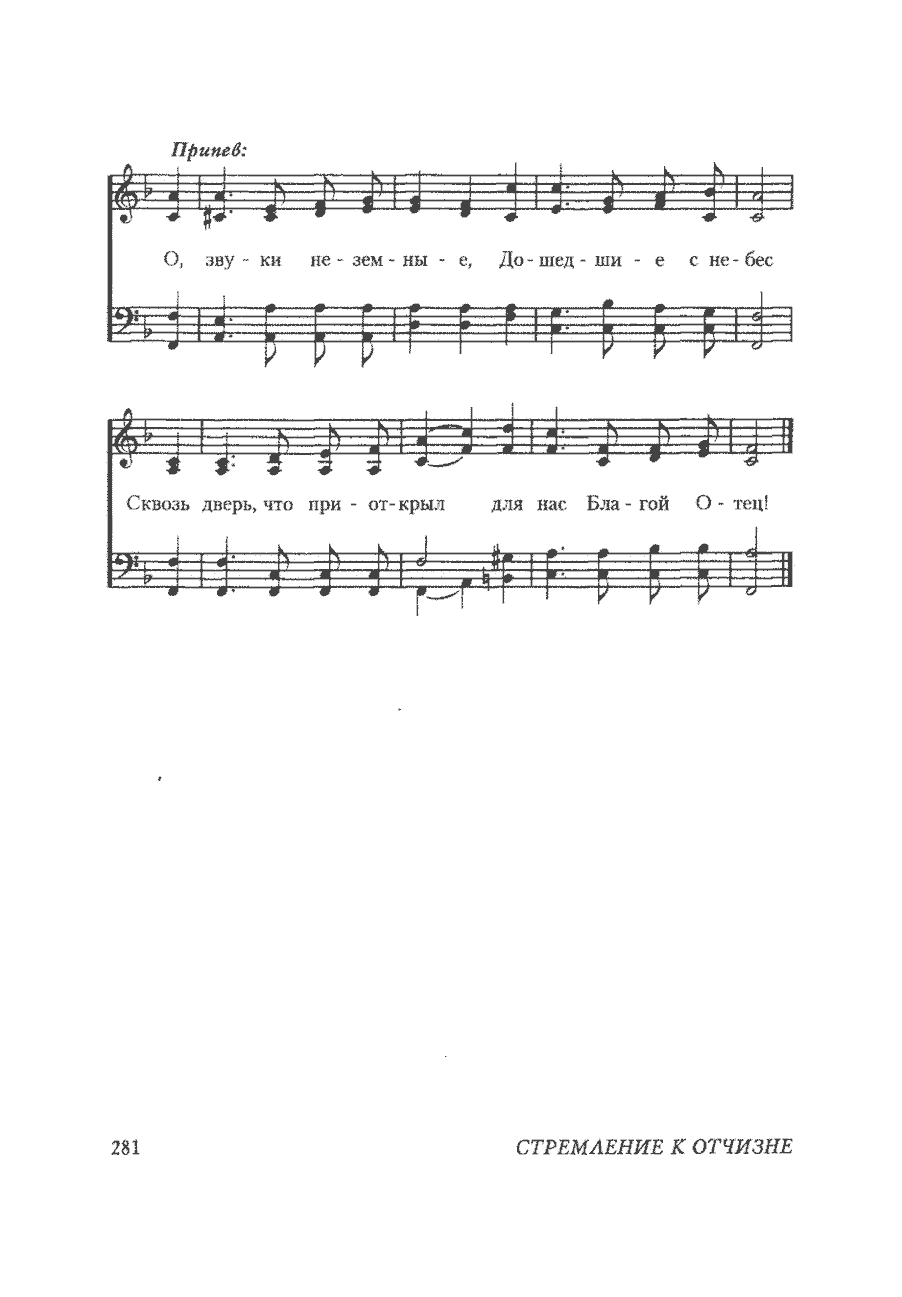 Припев:
О, зву - ки не - зем - ны - е, До - шед - ши - е с не - бес
Сквозь дверь, что при - от - крыл для нас Бла - гой О - тец!
281 СТРЕМЛЕНИЕ К ОТЧИЗНЕ